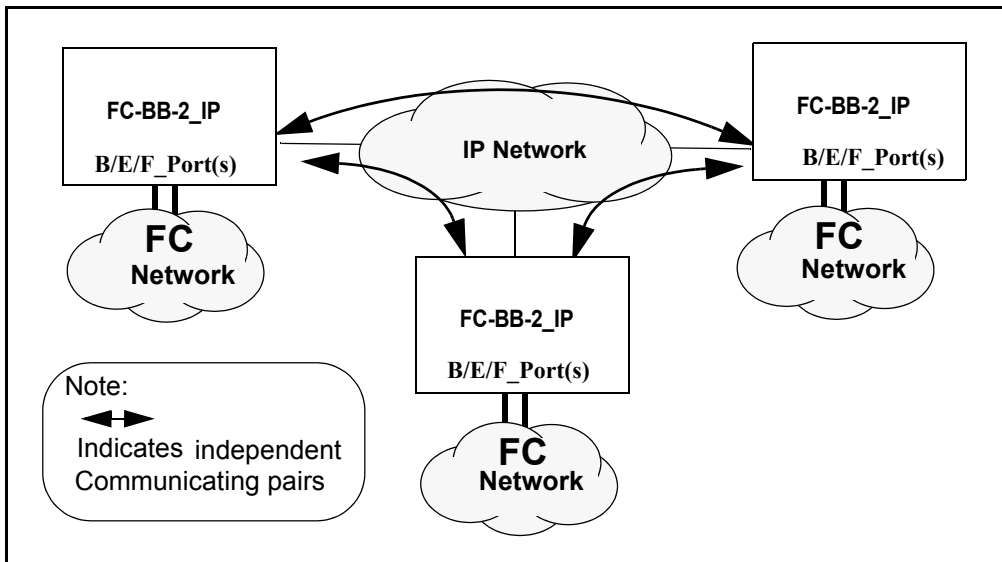 FC-BB-2_IP
B/E/F_Port(s)
FC
Network
IP Network
FC-BB-2_IP
B/E/F_Port(s)
FC
Network
FC-BB-2_IP
B/E/F_Port(s)
FC
Network
Note:
Indicates independent
Communicating pairs